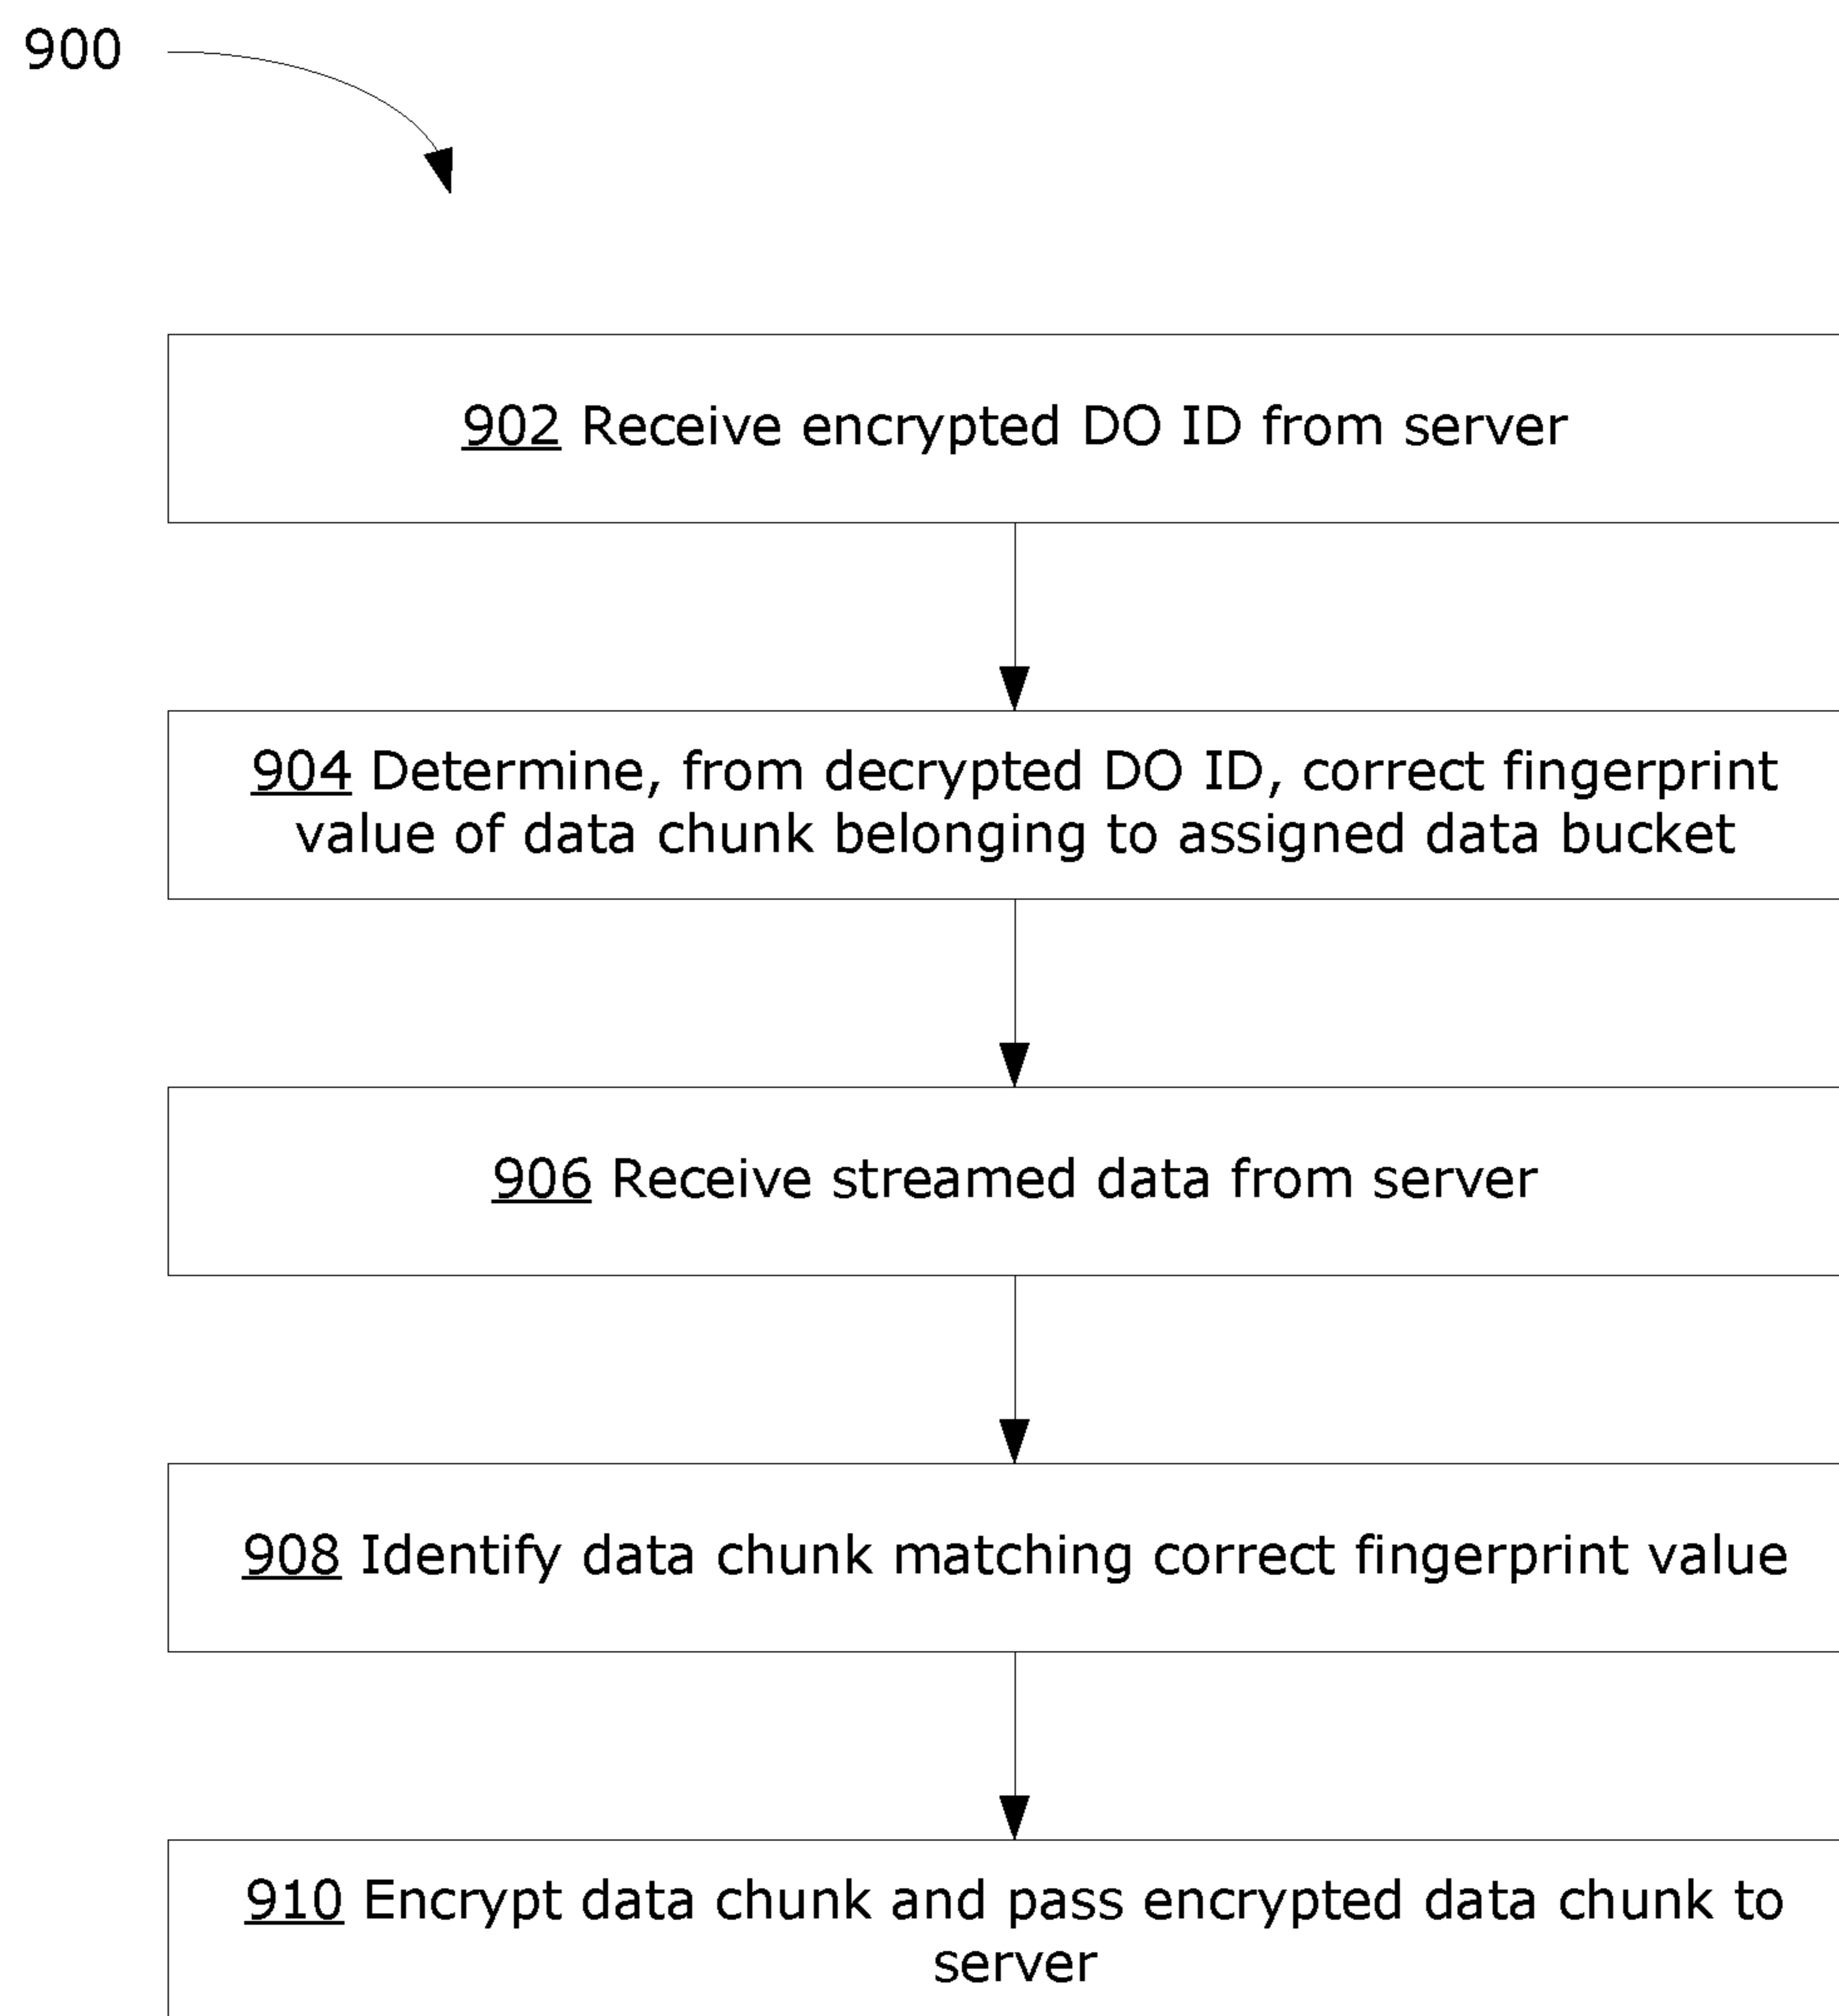 900
902 Receive encrypted DO ID from server
904 Determine, from decrypted DO ID, correct fingerprint
value of data chunk belonging to assigned data bucket
906 Receive streamed data from server
908 Identify data chunk matching correct fingerprint value
910 Encrypt data chunk and pass encrypted data chunk to
server